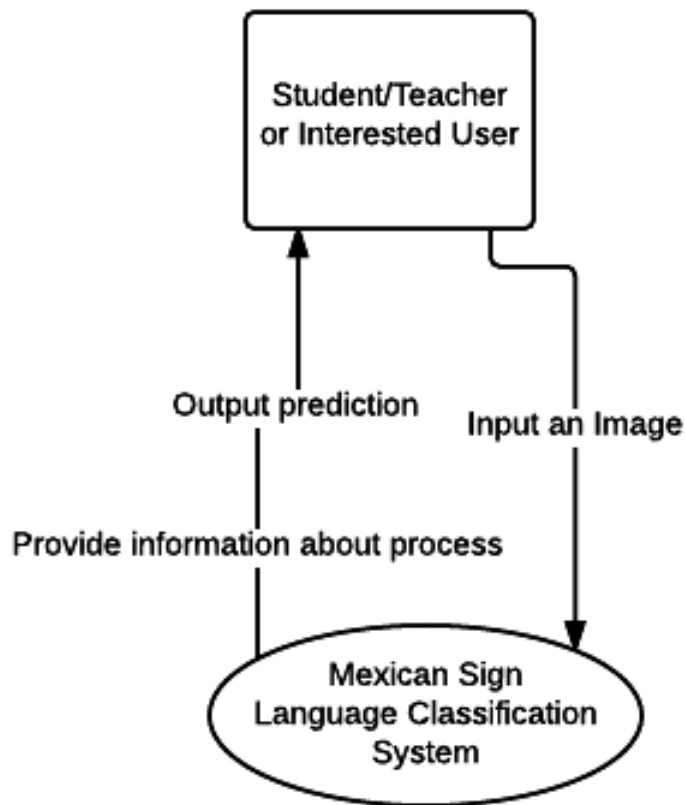 Student/Teacher
or Interested User
Output prediction
Input an Image
Provide information about process
Mexican Sign
Language Classification
System